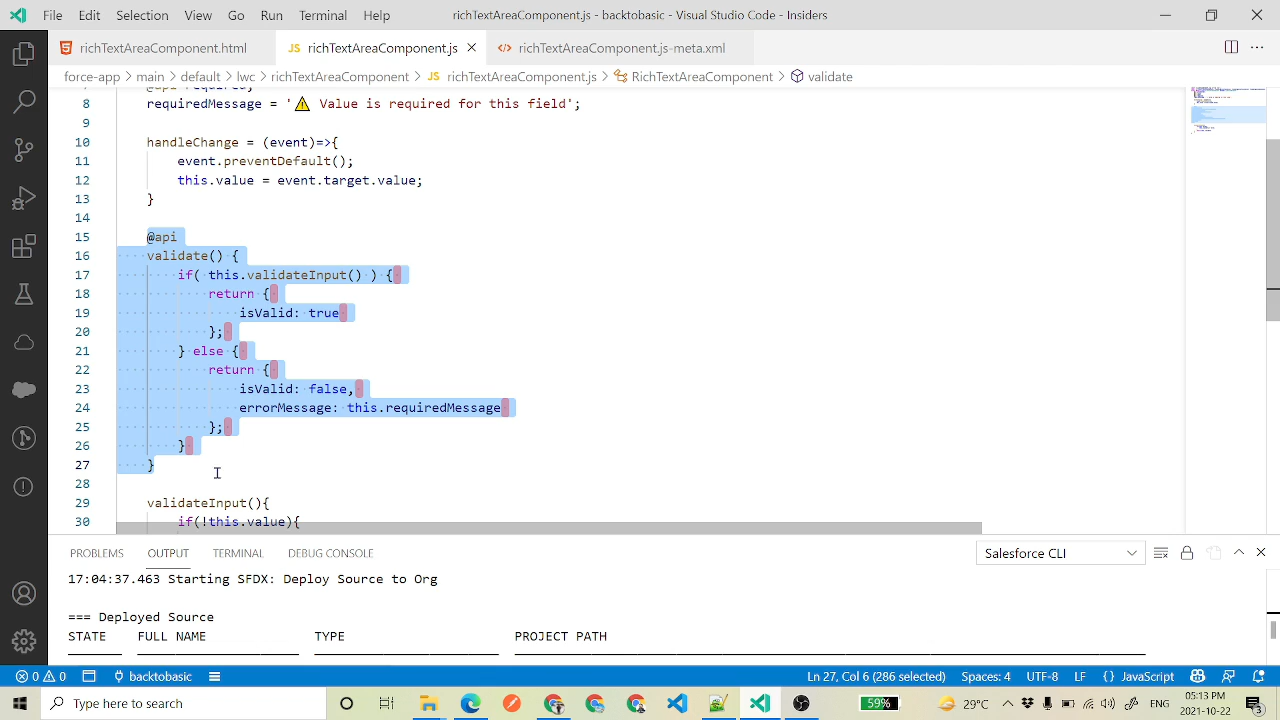 File Edit View Go Run Terminal Help richTextAreaComponent.js - backtobasic - Visual Studio Code - Insiders
richTextAreaComponent.html
JS richTextAreaComponent.js
richTextAreaComponent.js-meta.xml
force-app > main > default > lwc > richTextAreaComponent > JS richTextAreaComponent.js > RichTextAreaComponent > validate
8 requiredMessage = '⚠ Value is required for this field';
9
10 handleChange = (event)=>{
11 event.preventDefault();
12 this.value = event.target.value;
13 }
14
15 @api
16 validate() {
17 if( this.validateInput() ) {
18 return {
19 isValid: true
20 };
21 } else {
22 return {
23 isValid: false,
24 errorMessage: this.requiredMessage
25 };
26 }
27 }
28
29 validateInput(){
30 if(!this.value){
PROBLEMS OUTPUT TERMINAL DEBUG CONSOLE Salesforce CLI
17:04:37.463 Starting SFDX: Deploy Source to Org
=== Deployed Source
STATE FULL NAME TYPE PROJECT PATH
0 0 backtobasic Ln 27, Col 6 (286 selected) Spaces: 4 UTF-8 LF {} JavaScript
Type here to search 59% 29°C ENG 05:13 PM 2021-10-22 3